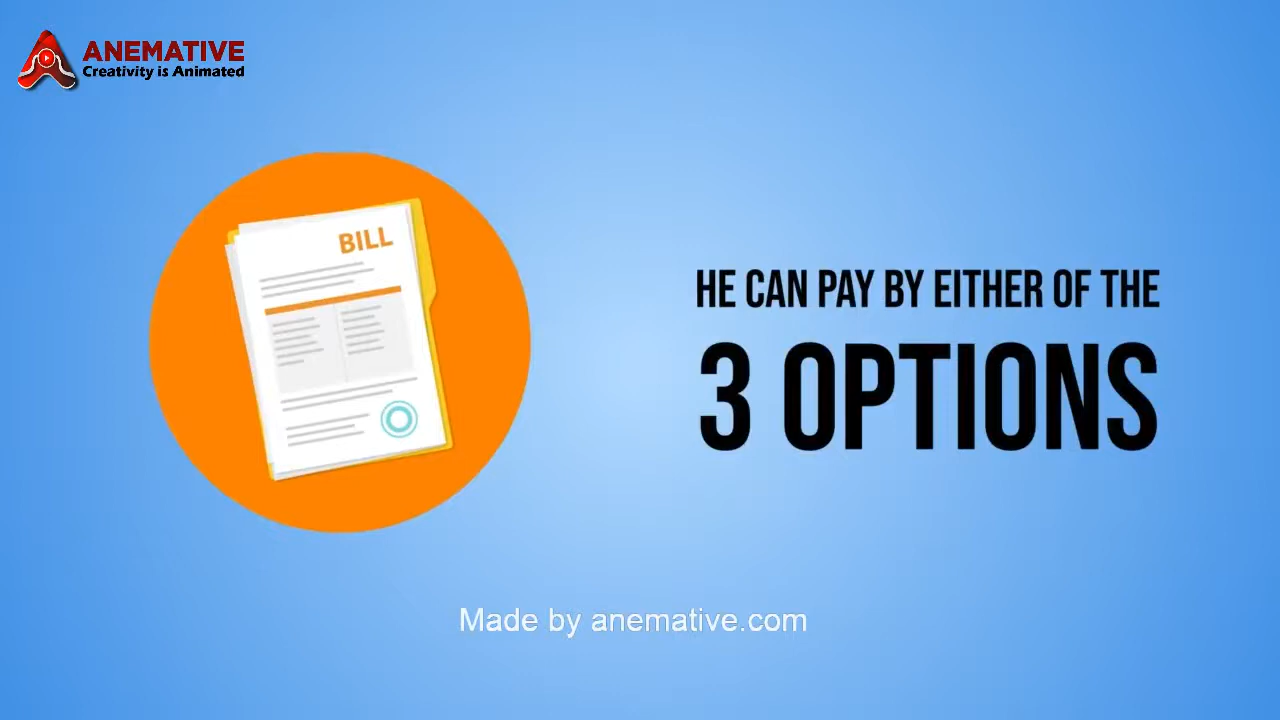 ANEMATIVE
Creativity is Animated
BILL
HE CAN PAY BY EITHER OF THE
3 OPTIONS
Made by anemative.com